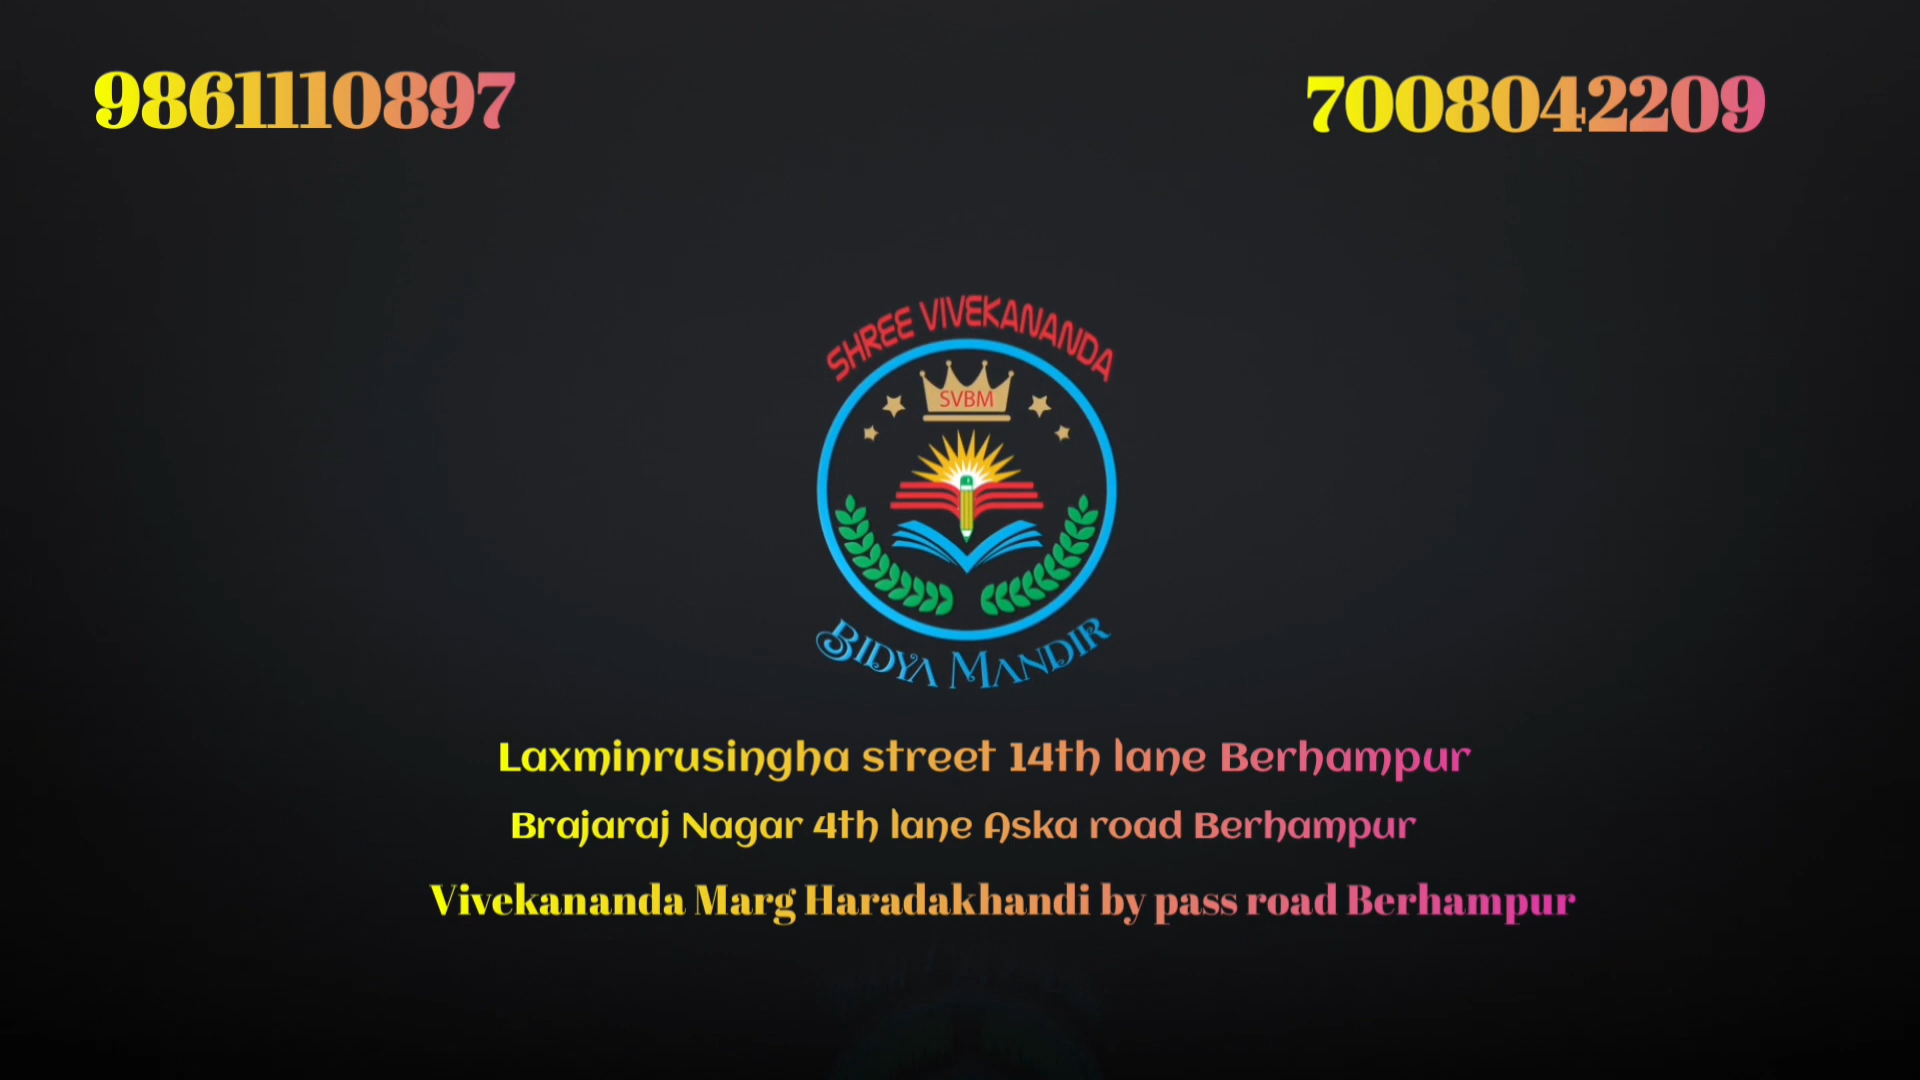 9861110897
7008042209
SHREE VIVEKANANDA
SVBM
BIDYA MANDIR
Laxminrusingha street 14th lane Berhampur
Brajaraj Nagar 4th lane Aska road Berhampur
Vivekananda Marg Haradakhandi by pass road Berhampur